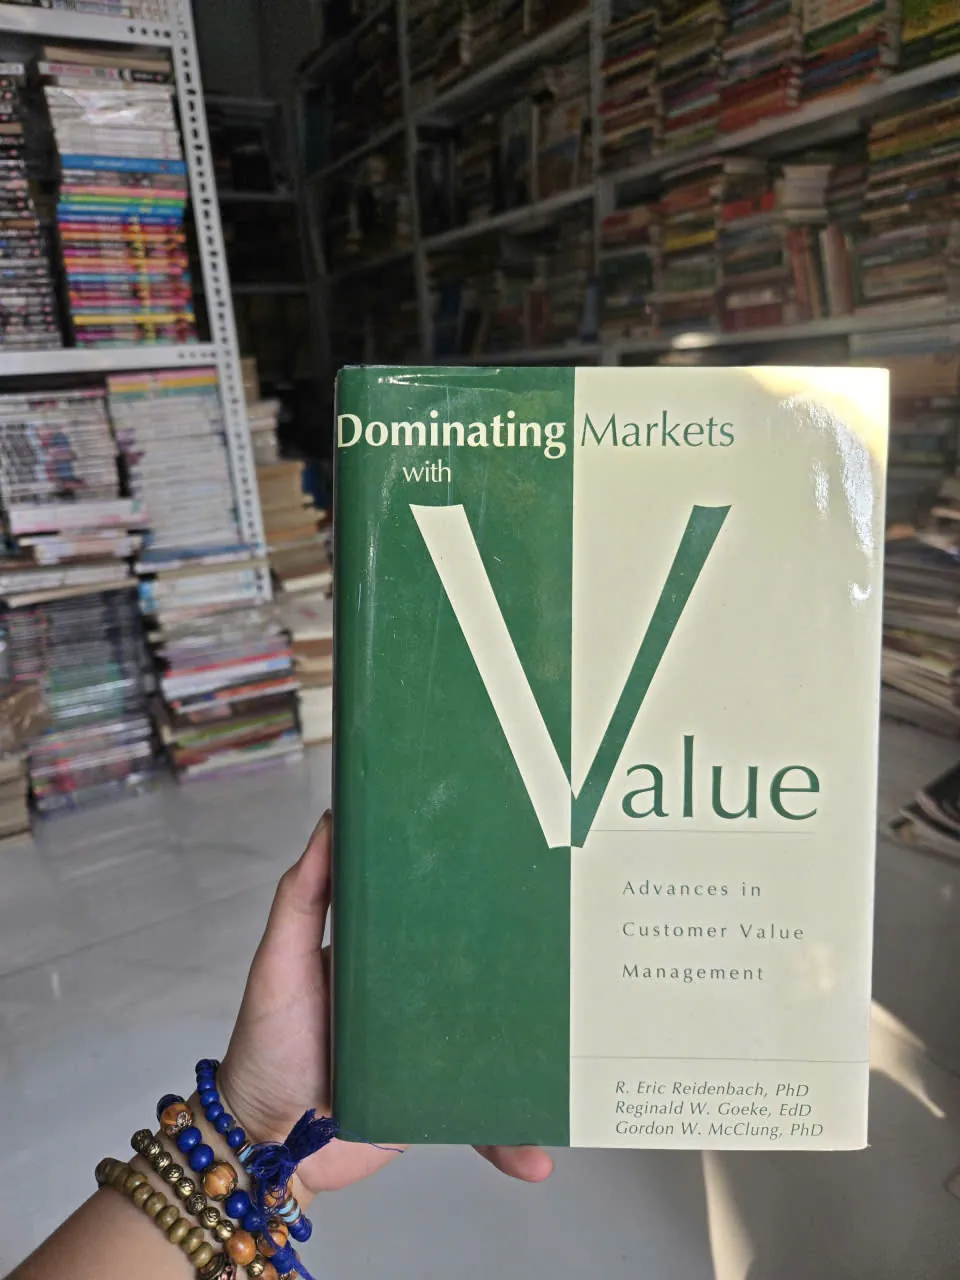 Dominating Markets
with
Value
Advances in
Customer Value
Management
R. Eric Reidenbach, PhD
Reginald W. Goeke, EdD
Gordon W. McClung, PhD